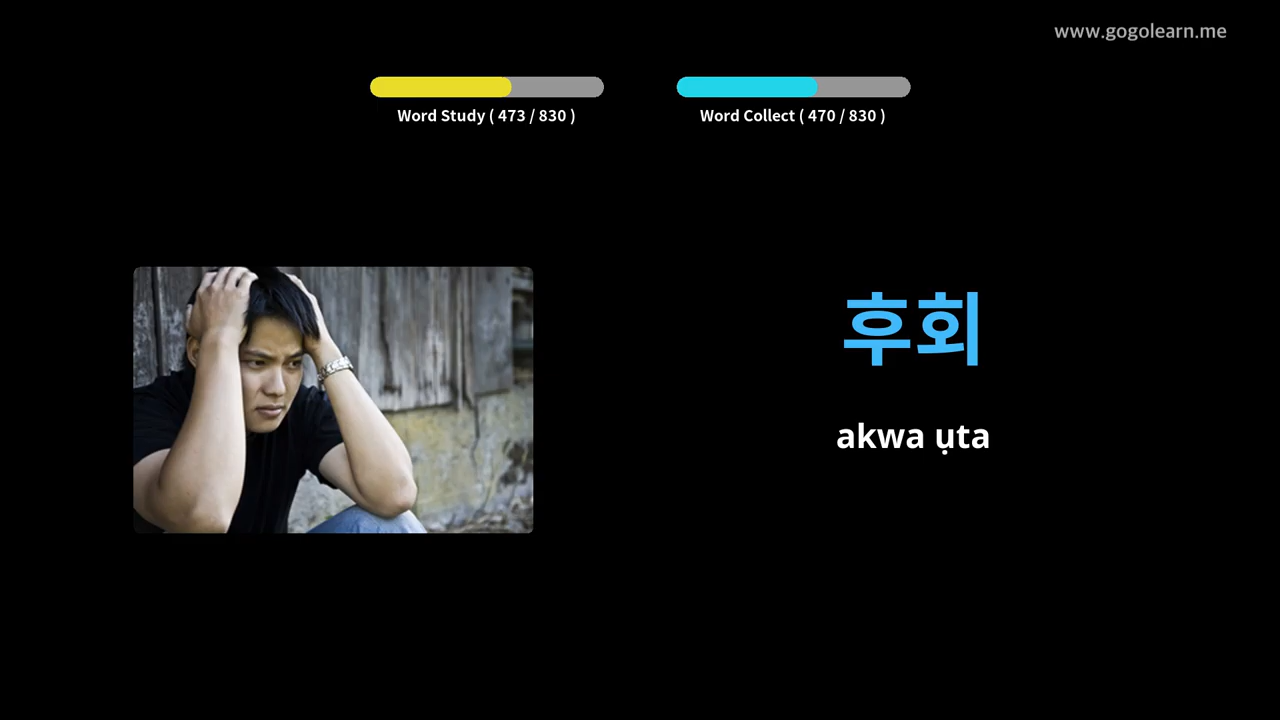 www.gogolearn.me
Word Study ( 473 / 830 )
Word Collect ( 470 / 830 )
후회
akwa ụta